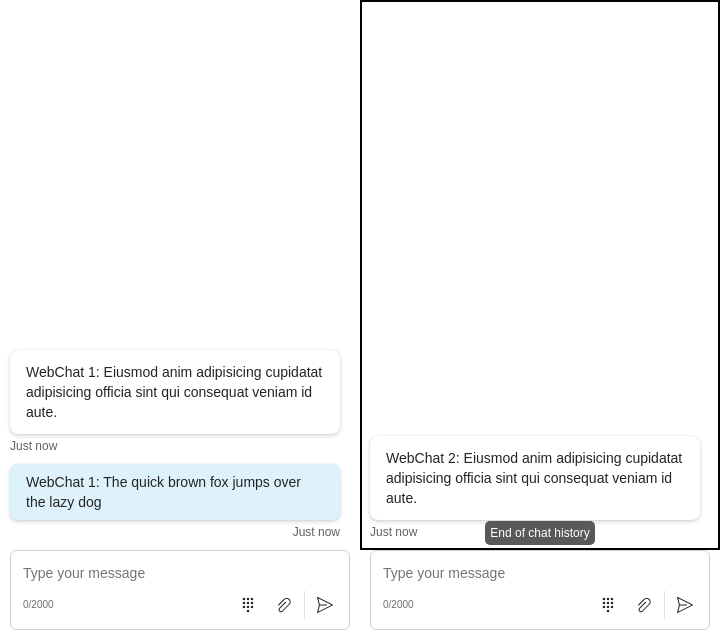 WebChat 1: Eiusmod anim adipisicing cupidatat
adipisicing officia sint qui consequat veniam id
aute.
Just now
WebChat 1: The quick brown fox jumps over
the lazy dog
Just now
Type your message
0/2000
WebChat 2: Eiusmod anim adipisicing cupidatat
adipisicing officia sint qui consequat veniam id
aute.
Just now
End of chat history
Type your message
0/2000